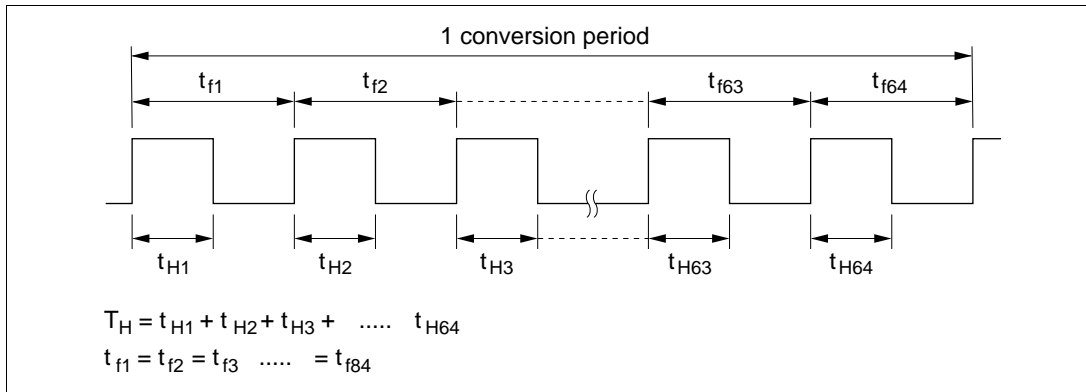 1 conversion period
tf1 tf2 tf63 tf64
tH1 tH2 tH3 tH63 tH64
TH = tH1 + tH2 + tH3 + ..... tH64
tf1 = tf2 = tf3 ..... = tf84